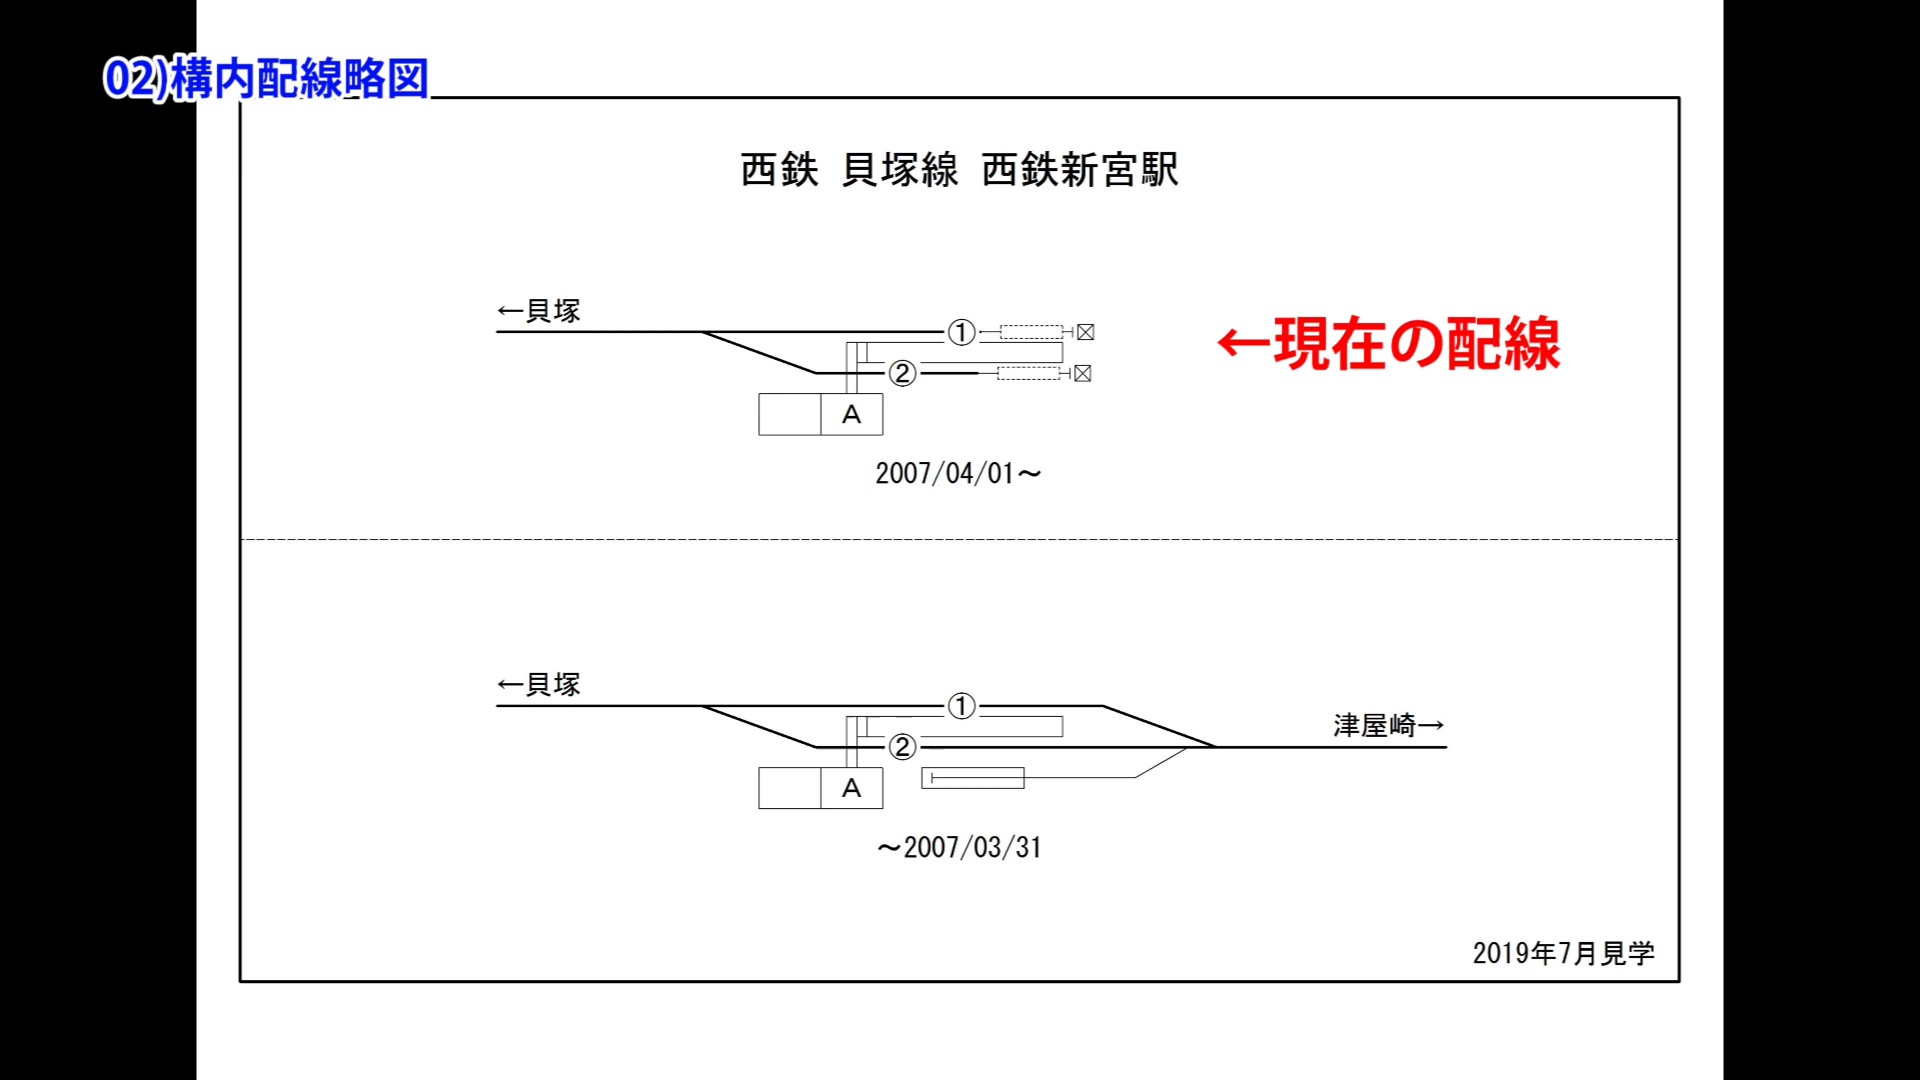 02)構内配線略図
西鉄 貝塚線 西鉄新宮駅
←貝塚
①
②
A
←現在の配線
2007/04/01～
←貝塚
①
②
A
津屋崎→
～2007/03/31
2019年7月見学